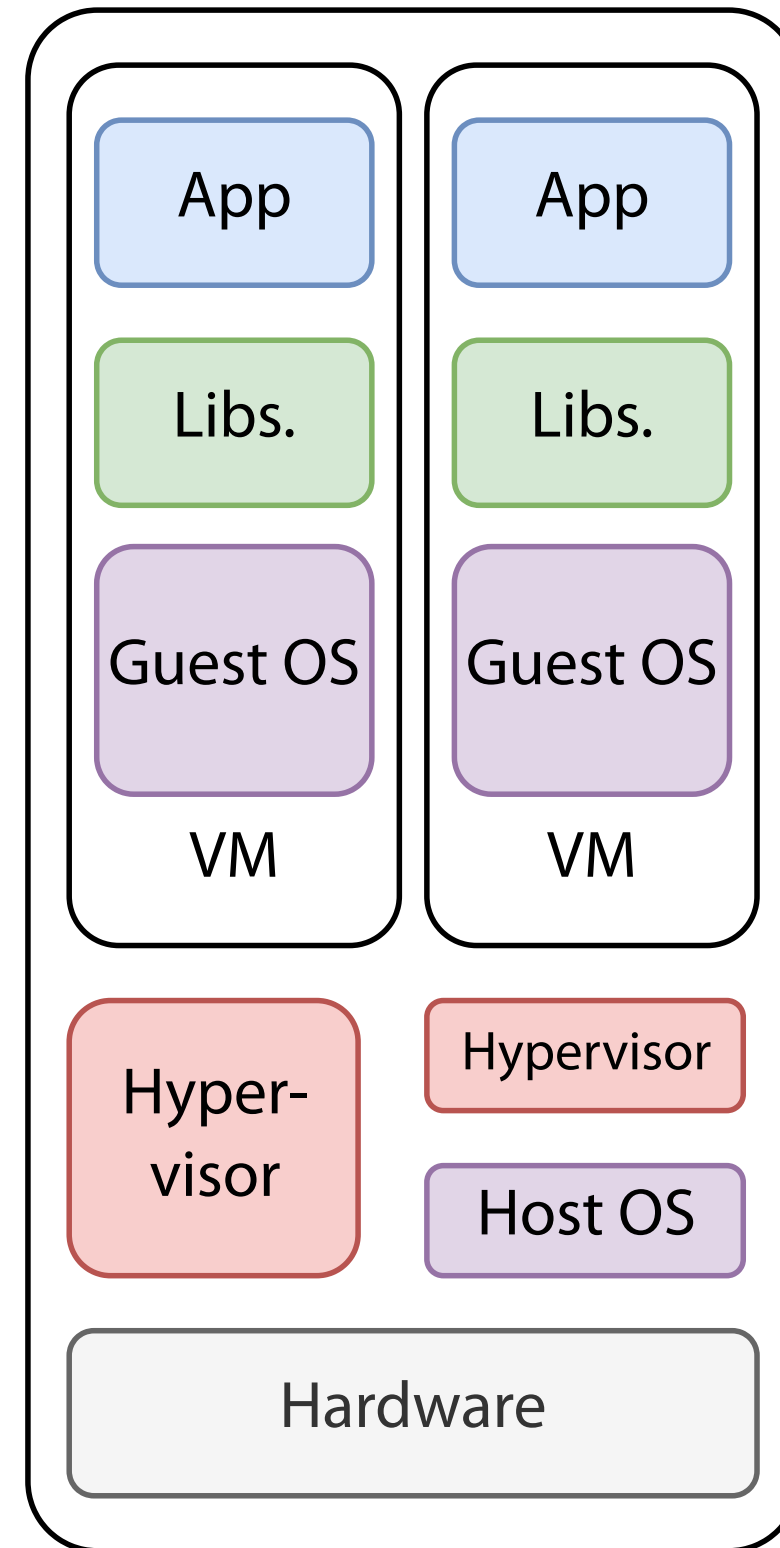 App
Libs.
Guest OS
VM
App
Libs.
Guest OS
VM
Hyper-
visor
Hypervisor
Host OS
Hardware